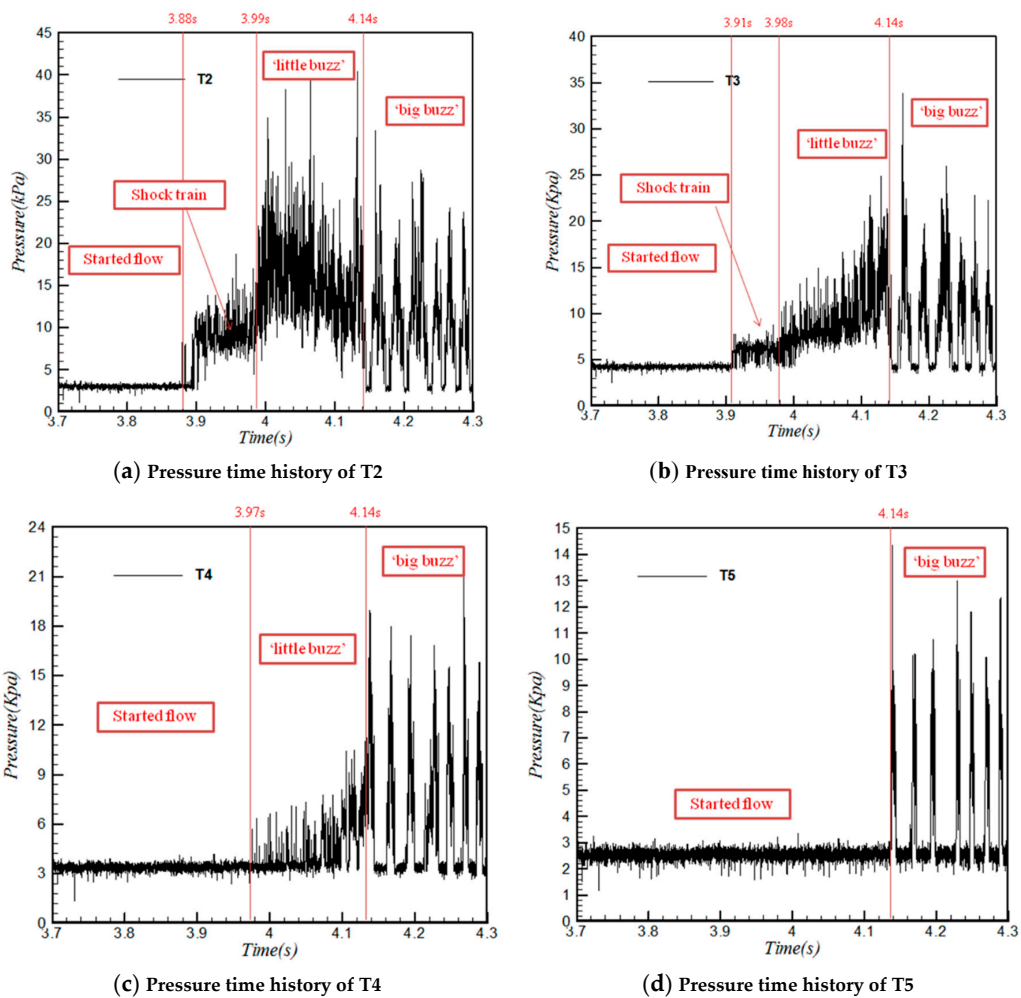 3.88s 3.99s 4.14s
45
40
35
30
25
20
15
10
5
0
Pressure(kPa)
T2
'little buzz'
'big buzz'
Shock train
Started flow
3.7 3.8 3.9 4 4.1 4.2 4.3
Time(s)
(a) Pressure time history of T2
3.91s 3.98s 4.14s
40
35
30
25
20
15
10
5
0
Pressure(Kpa)
T3
'big buzz'
'little buzz'
Shock train
Started flow
3.7 3.8 3.9 4 4.1 4.2 4.3
Time(s)
(b) Pressure time history of T3
3.97s 4.14s
24
21
18
15
12
9
6
3
0
Pressure(Kpa)
T4
'big buzz'
'little buzz'
Started flow
3.7 3.8 3.9 4 4.1 4.2 4.3
Time(s)
(c) Pressure time history of T4
4.14s
15
14
13
12
11
10
9
8
7
6
5
4
3
2
1
0
Pressure(Kpa)
T5
'big buzz'
Started flow
3.7 3.8 3.9 4 4.1 4.2 4.3
Time(s)
(d) Pressure time history of T5